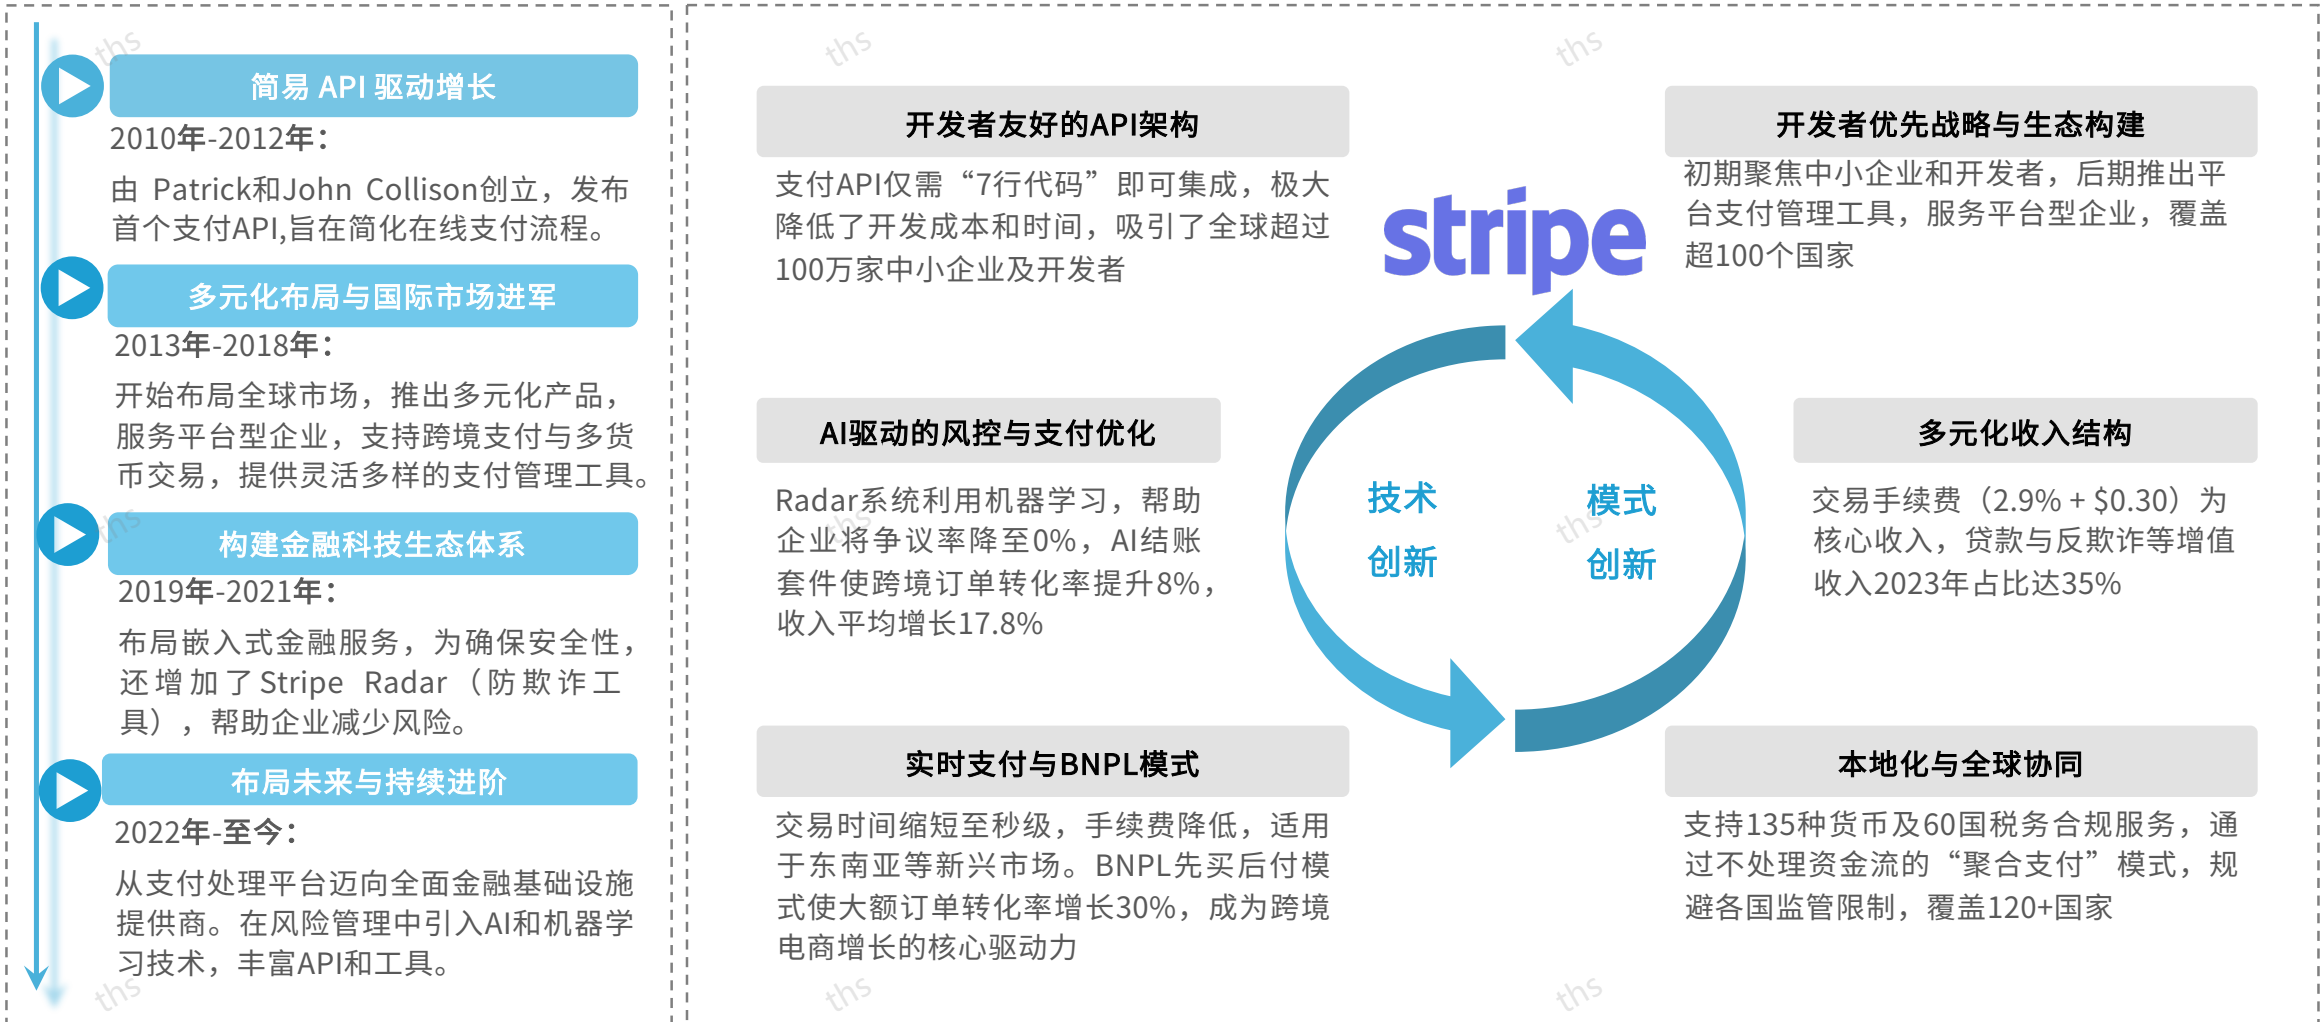 简易 API 驱动增长
2010年-2012年：
由 Patrick和John Collison创立，发布
首个支付API,旨在简化在线支付流程。
多元化布局与国际市场进军
2013年-2018年：
开始布局全球市场，推出多元化产品，
服务平台型企业，支持跨境支付与多货
币交易，提供灵活多样的支付管理工具。
构建金融科技生态体系
2019年-2021年：
布局嵌入式金融服务，为确保安全性，
还增加了Stripe Radar（防欺诈工
具），帮助企业减少风险。
布局未来与持续进阶
2022年-至今：
从支付处理平台迈向全面金融基础设施
提供商。在风险管理中引入AI和机器学
习技术，丰富API和工具。
开发者友好的API架构
支付API仅需“7行代码”即可集成，极大
降低了开发成本和时间，吸引了全球超过
100万家中小企业及开发者
AI驱动的风控与支付优化
Radar系统利用机器学习，帮助
企业将争议率降至0%，AI结账
套件使跨境订单转化率提升8%，
收入平均增长17.8%
实时支付与BNPL模式
交易时间缩短至秒级，手续费降低，适用
于东南亚等新兴市场。BNPL先买后付模
式使大额订单转化率增长30%，成为跨境
电商增长的核心驱动力
stripe
技术
创新
模式
创新
开发者优先战略与生态构建
初期聚焦中小企业和开发者，后期推出平
台支付管理工具，服务平台型企业，覆盖
超100个国家
多元化收入结构
交易手续费（2.9% + $0.30）为
核心收入，贷款与反欺诈等增值
收入2023年占比达35%
本地化与全球协同
支持135种货币及60国税务合规服务，通
过不处理资金流的“聚合支付”模式，规
避各国监管限制，覆盖120+国家
ths
ths
ths
ths
ths
ths
ths
ths
ths